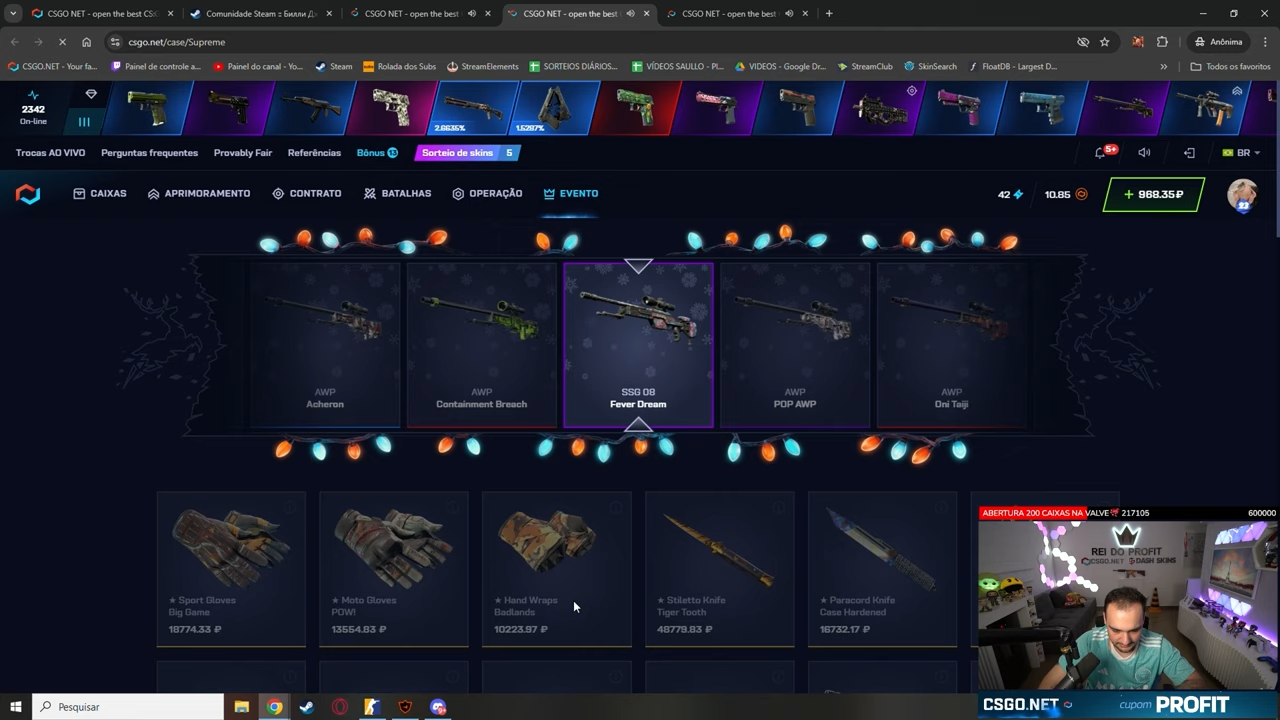 CSGO NET - open the best CS
Comunidade Steam :: Билли Д
CSGO NET - open the best
CSGO NET - open the best
CSGO NET - open the best
csgo.net/case/Supreme
Anônima
CSGO.NET - Your fa...
Painel de controle a...
Painel do canal - Yo...
Steam
Rolada dos Subs
StreamElements
SORTEIOS DIÁRIOS...
VÍDEOS SAULLO - PL...
VÍDEOS - Google Dr...
StreamClub
SkinSearch
FloatDB - Largest D...
Todos os favoritos
2342
On-line
2.6635%
1.5287%
Trocas AO VIVO
Perguntas frequentes
Provably Fair
Referências
Bônus 13
Sorteio de skins 5
5+
BR
CAIXAS
APRIMORAMENTO
CONTRATO
BATALHAS
OPERAÇÃO
EVENTO
42
10.85
+ 968.35₽
23
AWP
Acheron
AWP
Containment Breach
SSG 08
Fever Dream
AWP
POP AWP
AWP
Oni Taiji
★ Sport Gloves
Big Game
18774.33 ₽
★ Moto Gloves
POW!
13554.83 ₽
★ Hand Wraps
Badlands
10223.97 ₽
★ Stiletto Knife
Tiger Tooth
48779.83 ₽
★ Paracord Knife
Case Hardened
16732.17 ₽
ABERTURA 200 CAIXAS NA VALVE 217105
600000
REI DO PROFIT
CSGO.NET DASH SKINS
CSGO.NET
cupom PROFIT
Pesquisar